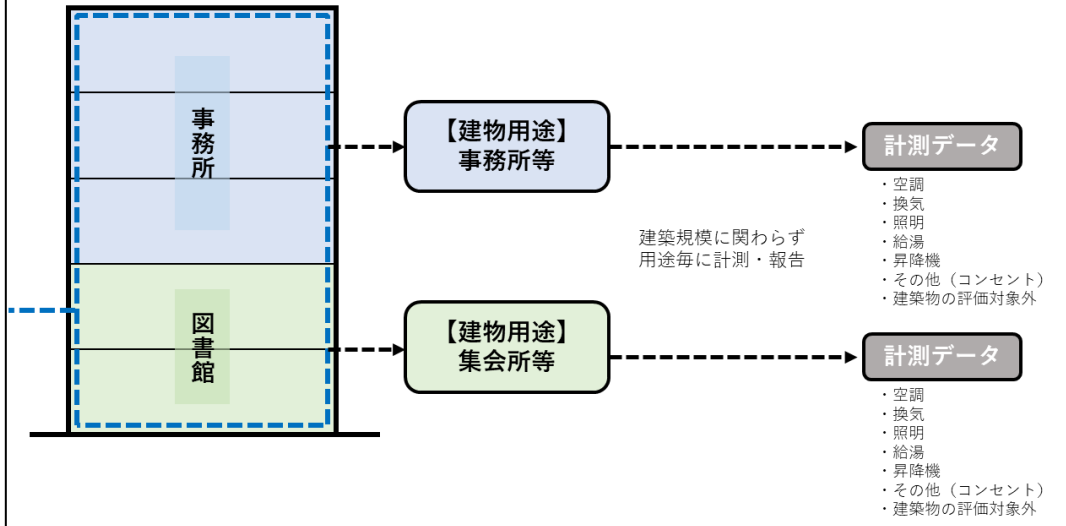 事務所
【建物用途】
事務所等
計測データ
・空調
・換気
・照明
・給湯
・昇降機
・その他（コンセント）
・建築物の評価対象外
建築規模に関わらず
用途毎に計測・報告
図書館
【建物用途】
集会所等
計測データ
・空調
・換気
・照明
・給湯
・昇降機
・その他（コンセント）
・建築物の評価対象外